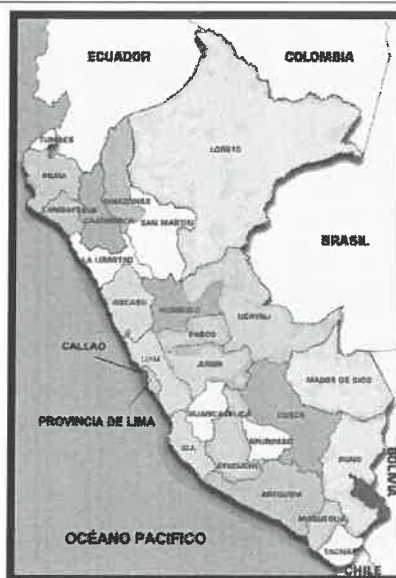 ECUADOR
COLOMBIA
TUMBES
LORETO
PIURA
AMAZONAS
LAMBAYEQUE
CAJAMARCA
SAN MARTIN
BRASIL
LA LIBERTAD
ANCASH
HUANUCO
UCAYALI
PASCO
CALLAO
LIMA
JUNIN
MADRE DE DIOS
PROVINCIA DE LIMA
HUANCAVELICA
CUSCO
ICA
APURIMAC
AYACUCHO
PUNO
BOLIVIA
AREQUIPA
MOQUEGUA
OCÉANO PACIFICO
TACNA
CHILE